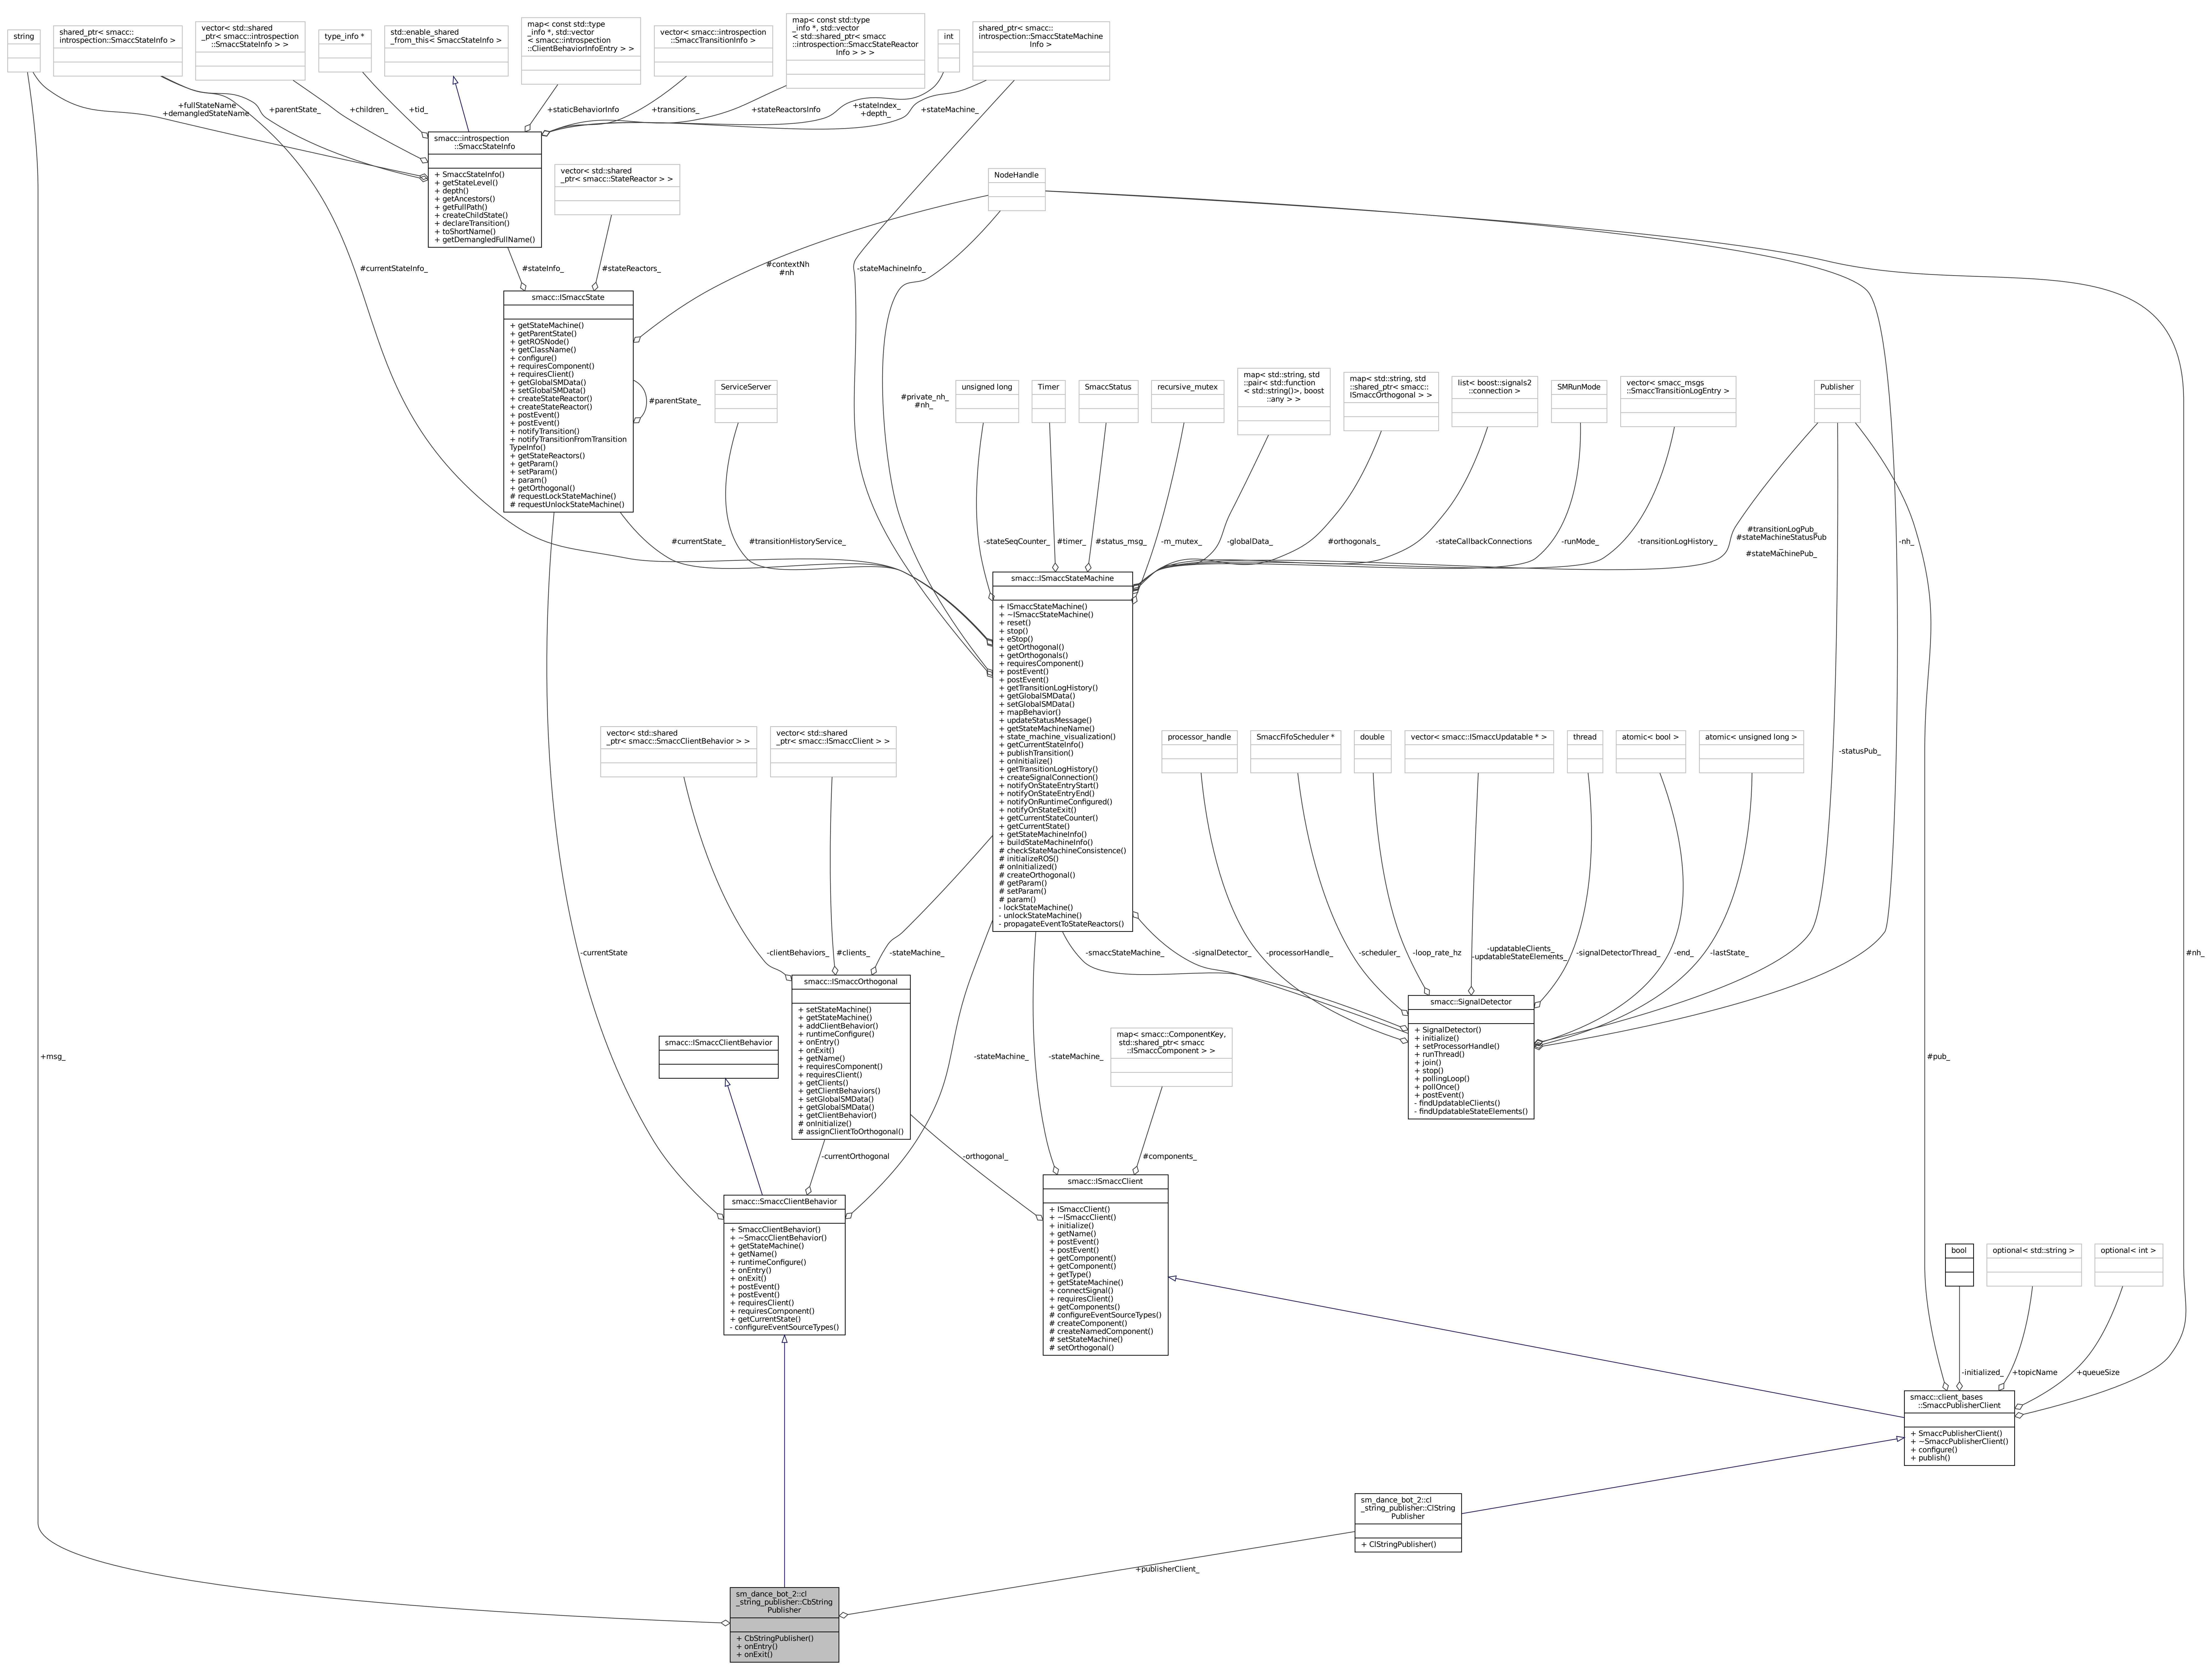 string
shared_ptr< smacc::
introspection::SmaccStateInfo >
vector< std::shared
_ptr< smacc::introspection
::SmaccStateInfo > >
type_info *
std::enable_shared
_from_this< SmaccStateInfo >
map< const std::type
_info *, std::vector
< smacc::introspection
::ClientBehaviorInfoEntry > >
vector< smacc::introspection
::SmaccTransitionInfo >
map< const std::type
_info *, std::vector
< std::shared_ptr< smacc
::introspection::SmaccStateReactor
Info > > >
int
shared_ptr< smacc::
introspection::SmaccStateMachine
Info >
+fullStateName
+demangledStateName
+parentState_
+children_
+tid_
+staticBehaviorInfo
+transitions_
+stateReactorsInfo
+stateIndex_
+depth_
+stateMachine_
smacc::introspection
::SmaccStateInfo
+ SmaccStateInfo()
+ getStateLevel()
+ depth()
+ getAncestors()
+ getFullPath()
+ createChildState()
+ declareTransition()
+ toShortName()
+ getDemangledFullName()
vector< std::shared
_ptr< smacc::StateReactor > >
NodeHandle
#currentStateInfo_
#stateInfo_
#stateReactors_
#contextNh
#nh
-stateMachineInfo_
smacc::ISmaccState
+ getStateMachine()
+ getParentState()
+ getROSNode()
+ getClassName()
+ configure()
+ requiresComponent()
+ requiresClient()
+ getGlobalSMData()
+ setGlobalSMData()
+ createStateReactor()
+ createStateReactor()
+ postEvent()
+ postEvent()
+ notifyTransition()
+ notifyTransitionFromTransition
TypeInfo()
+ getStateReactors()
+ getParam()
+ setParam()
+ param()
+ getOrthogonal()
# requestLockStateMachine()
# requestUnlockStateMachine()
#parentState_
ServiceServer
#private_nh_
#nh_
unsigned long
Timer
SmaccStatus
recursive_mutex
map< std::string, std
::pair< std::function
< std::string()>, boost
::any > >
map< std::string, std
::shared_ptr< smacc::
ISmaccOrthogonal > >
list< boost::signals2
::connection >
SMRunMode
vector< smacc_msgs
::SmaccTransitionLogEntry >
Publisher
#currentState_
#transitionHistoryService_
-stateSeqCounter_
#timer_
#status_msg_
-m_mutex_
-globalData_
#orthogonals_
-stateCallbackConnections
-runMode_
-transitionLogHistory_
#transitionLogPub_
#stateMachineStatusPub
_
#stateMachinePub_
-nh_
smacc::ISmaccStateMachine
+ ISmaccStateMachine()
+ ~ISmaccStateMachine()
+ reset()
+ stop()
+ eStop()
+ getOrthogonal()
+ getOrthogonals()
+ requiresComponent()
+ postEvent()
+ postEvent()
+ getTransitionLogHistory()
+ getGlobalSMData()
+ setGlobalSMData()
+ mapBehavior()
+ updateStatusMessage()
+ getStateMachineName()
+ state_machine_visualization()
+ getCurrentStateInfo()
+ publishTransition()
+ onInitialize()
+ getTransitionLogHistory()
+ createSignalConnection()
+ notifyOnStateEntryStart()
+ notifyOnStateEntryEnd()
+ notifyOnRuntimeConfigured()
+ notifyOnStateExit()
+ getCurrentStateCounter()
+ getCurrentState()
+ getStateMachineInfo()
+ buildStateMachineInfo()
# checkStateMachineConsistence()
# initializeROS()
# onInitialized()
# createOrthogonal()
# getParam()
# setParam()
# param()
- lockStateMachine()
- unlockStateMachine()
- propagateEventToStateReactors()
vector< std::shared
_ptr< smacc::SmaccClientBehavior > >
vector< std::shared
_ptr< smacc::ISmaccClient > >
processor_handle
SmaccFifoScheduler *
double
vector< smacc::ISmaccUpdatable * >
thread
atomic< bool >
atomic< unsigned long >
-statusPub_
-currentState
-clientBehaviors_
#clients_
-stateMachine_
-smaccStateMachine_
-signalDetector_
-processorHandle_
-scheduler_
-loop_rate_hz
-updatableClients_
-updatableStateElements_
-signalDetectorThread_
-end_
-lastState_
#nh_
smacc::ISmaccOrthogonal
+ setStateMachine()
+ getStateMachine()
+ addClientBehavior()
+ runtimeConfigure()
+ onEntry()
+ onExit()
+ getName()
+ requiresComponent()
+ requiresClient()
+ getClients()
+ getClientBehaviors()
+ setGlobalSMData()
+ getGlobalSMData()
+ getClientBehavior()
# onInitialize()
# assignClientToOrthogonal()
smacc::SignalDetector
+ SignalDetector()
+ initialize()
+ setProcessorHandle()
+ runThread()
+ join()
+ stop()
+ pollingLoop()
+ pollOnce()
+ postEvent()
- findUpdatableClients()
- findUpdatableStateElements()
smacc::ISmaccClientBehavior
map< smacc::ComponentKey,
std::shared_ptr< smacc
::ISmaccComponent > >
+msg_
-stateMachine_
-stateMachine_
#pub_
-currentOrthogonal
-orthogonal_
#components_
smacc::SmaccClientBehavior
+ SmaccClientBehavior()
+ ~SmaccClientBehavior()
+ getStateMachine()
+ getName()
+ runtimeConfigure()
+ onEntry()
+ onExit()
+ postEvent()
+ postEvent()
+ requiresClient()
+ requiresComponent()
+ getCurrentState()
- configureEventSourceTypes()
smacc::ISmaccClient
+ ISmaccClient()
+ ~ISmaccClient()
+ initialize()
+ getName()
+ postEvent()
+ postEvent()
+ getComponent()
+ getComponent()
+ getType()
+ getStateMachine()
+ connectSignal()
+ requiresClient()
+ getComponents()
# configureEventSourceTypes()
# createComponent()
# createNamedComponent()
# setStateMachine()
# setOrthogonal()
bool
optional< std::string >
optional< int >
-initialized_
+topicName
+queueSize
smacc::client_bases
::SmaccPublisherClient
+ SmaccPublisherClient()
+ ~SmaccPublisherClient()
+ configure()
+ publish()
sm_dance_bot_2::cl
_string_publisher::ClString
Publisher
+ ClStringPublisher()
+publisherClient_
sm_dance_bot_2::cl
_string_publisher::CbString
Publisher
+ CbStringPublisher()
+ onEntry()
+ onExit()